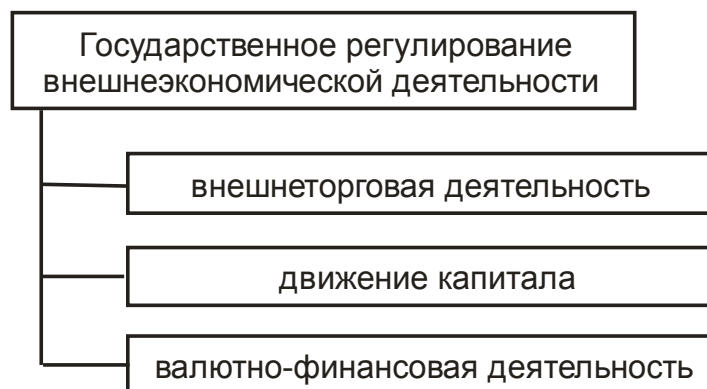 Государственное регулирование
внешнеэкономической деятельности
внешнеторговая деятельность
движение капитала
валютно-финансовая деятельность